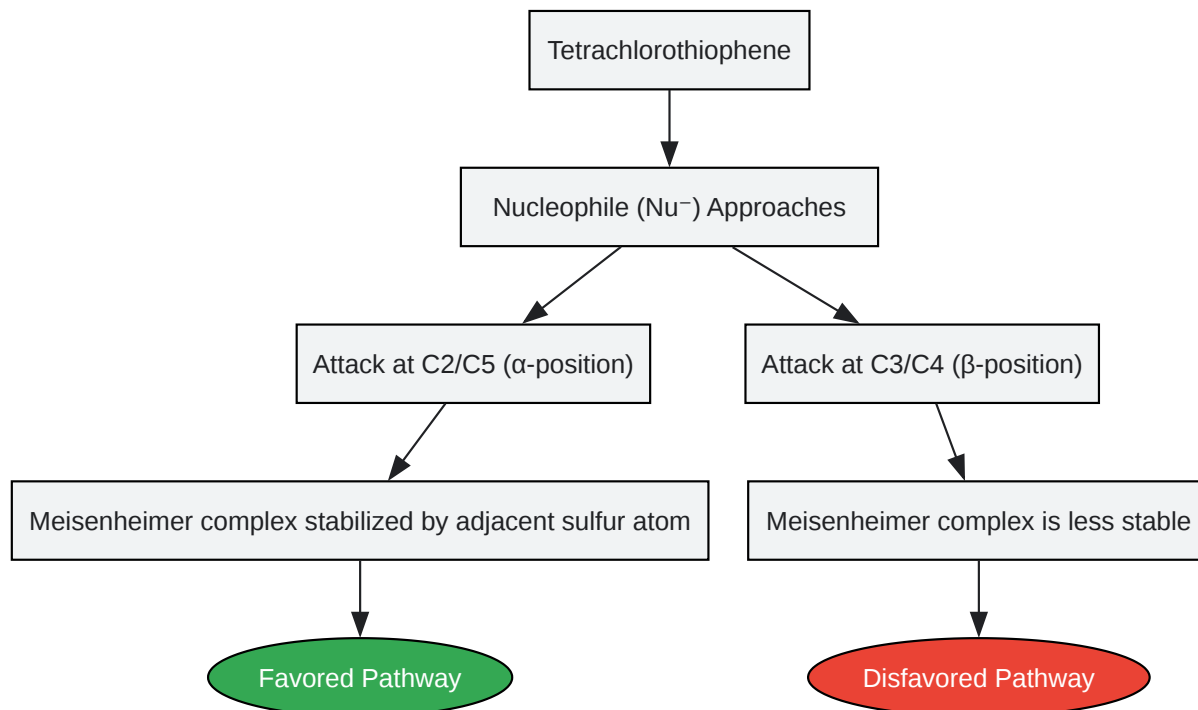 Tetrachlorothiophene
Nucleophile (Nu⁻) Approaches
Attack at C2/C5 (α-position)
Attack at C3/C4 (β-position)
Meisenheimer complex stabilized by adjacent sulfur atom
Meisenheimer complex is less stable
Favored Pathway
Disfavored Pathway